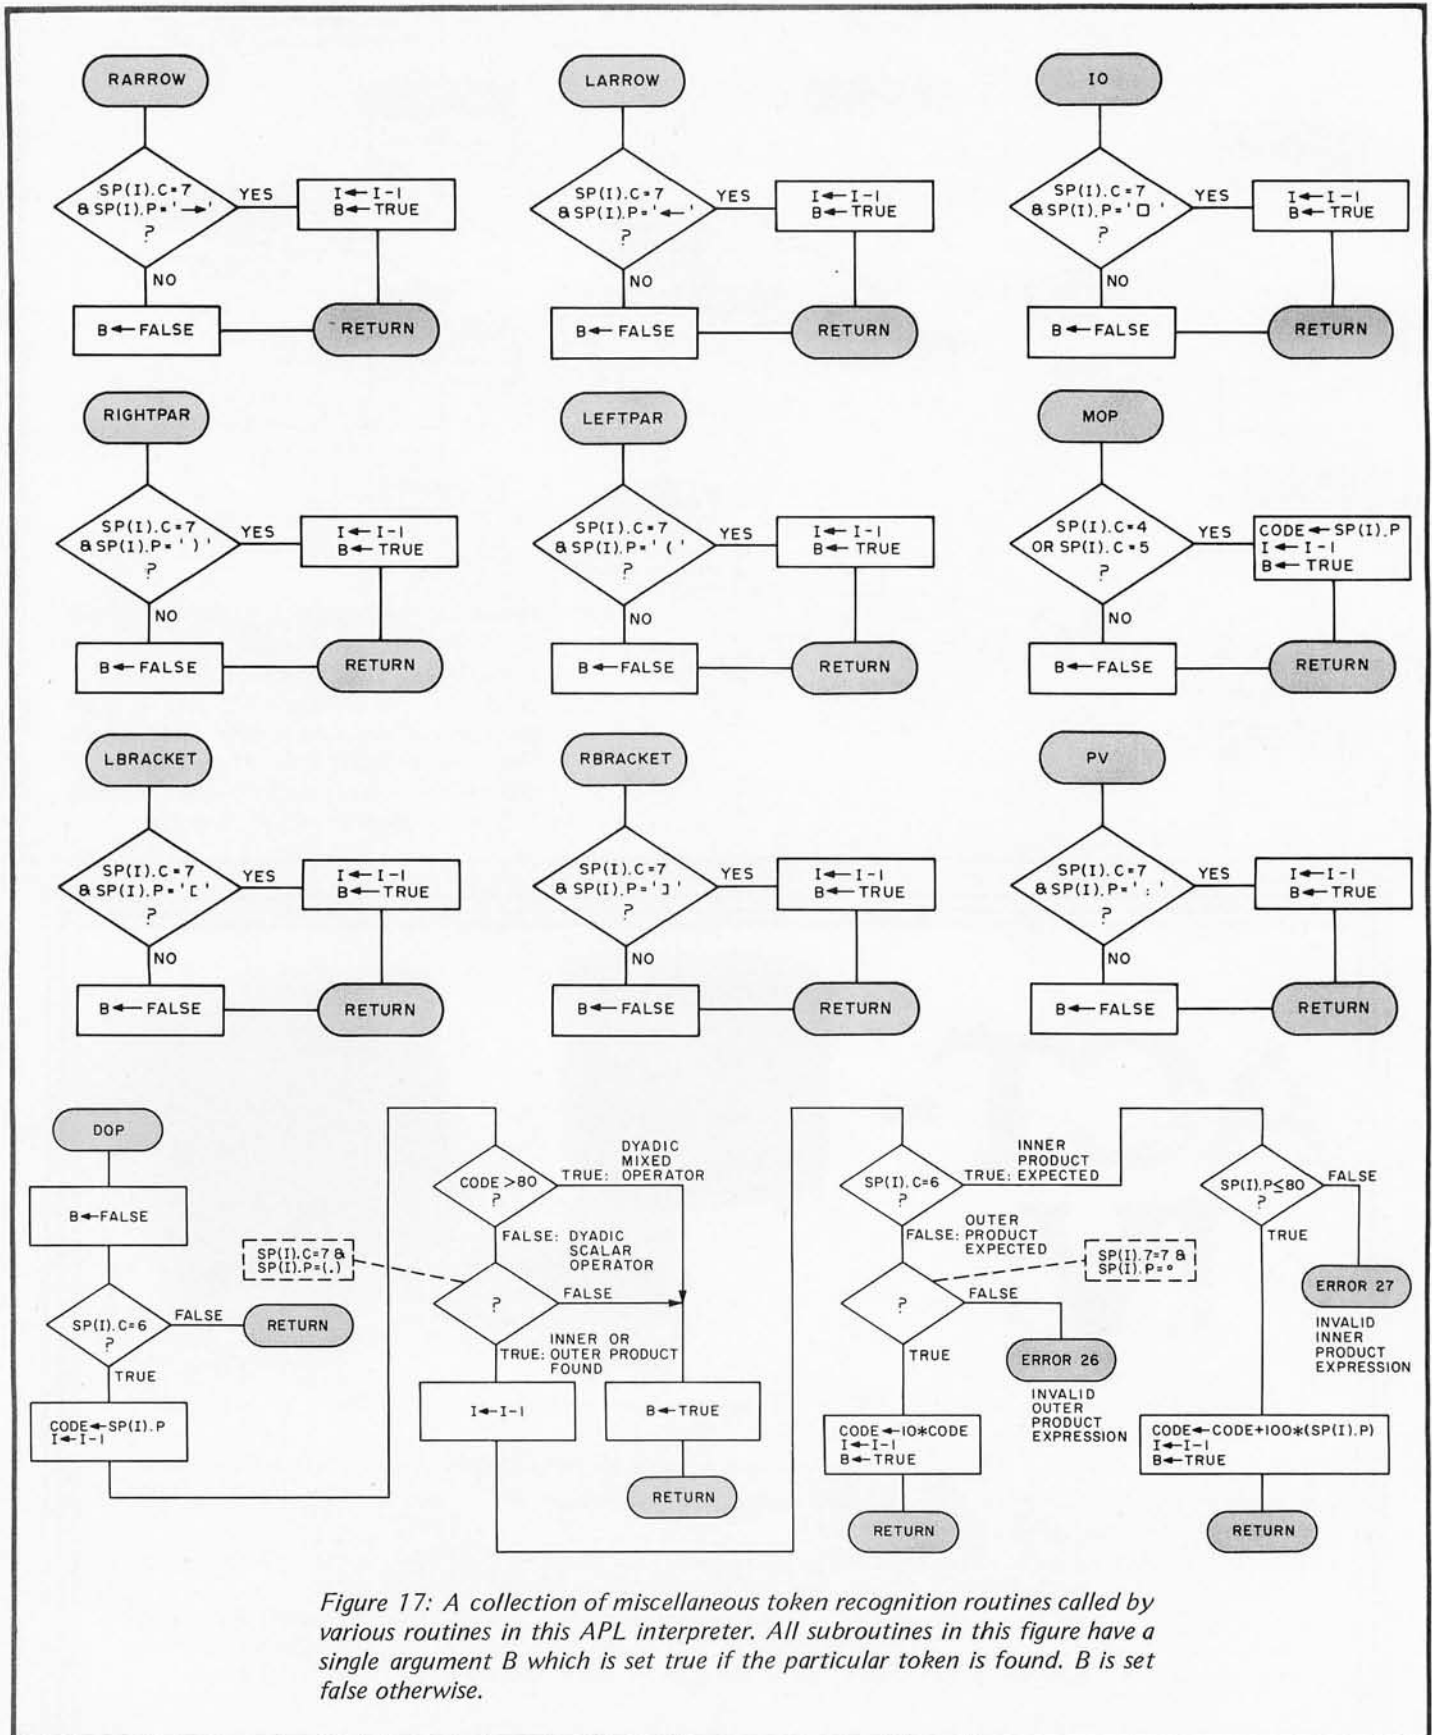 RARROW
SP(I).C=7
& SP(I).P='→'
?
YES
I←I-1
B←TRUE
NO
B←FALSE
RETURN
LARROW
SP(I).C=7
& SP(I).P='←'
?
YES
I←I-1
B←TRUE
NO
B←FALSE
RETURN
IO
SP(I).C=7
& SP(I).P='□'
?
YES
I←I-1
B←TRUE
NO
B←FALSE
RETURN
RIGHTPAR
SP(I).C=7
& SP(I).P=')'
?
YES
I←I-1
B←TRUE
NO
B←FALSE
RETURN
LEFTPAR
SP(I).C=7
& SP(I).P='('
?
YES
I←I-1
B←TRUE
NO
B←FALSE
RETURN
MOP
SP(I).C=4
OR SP(I).C=5
?
YES
CODE←SP(I).P
I←I-1
B←TRUE
NO
B←FALSE
RETURN
LBRACKET
SP(I).C=7
& SP(I).P='['
?
YES
I←I-1
B←TRUE
NO
B←FALSE
RETURN
RBRACKET
SP(I).C=7
& SP(I).P=']'
?
YES
I←I-1
B←TRUE
NO
B←FALSE
RETURN
PV
SP(I).C=7
& SP(I).P=':'
?
YES
I←I-1
B←TRUE
NO
B←FALSE
RETURN
DOP
B←FALSE
SP(I).C=6
?
FALSE
RETURN
TRUE
CODE←SP(I).P
I←I-1
CODE>80
?
DYADIC
MIXED
TRUE: OPERATOR
FALSE: DYADIC
SCALAR
OPERATOR
SP(I).C=7 &
SP(I).P=(.)
?
FALSE
INNER OR
TRUE: OUTER PRODUCT
FOUND
I←I-1
B←TRUE
RETURN
SP(I).C=6
?
INNER
PRODUCT
TRUE: EXPECTED
OUTER
FALSE: PRODUCT
EXPECTED
SP(I).7=7 &
SP(I).P=∘
?
FALSE
TRUE
ERROR 26
INVALID
OUTER
PRODUCT
EXPRESSION
CODE←10*CODE
I←I-1
B←TRUE
RETURN
SP(I).P≤80
?
FALSE
TRUE
ERROR 27
INVALID
INNER
PRODUCT
EXPRESSION
CODE←CODE+100*(SP(I).P)
I←I-1
B←TRUE
RETURN
Figure 17: A collection of miscellaneous token recognition routines called by
various routines in this APL interpreter. All subroutines in this figure have a
single argument B which is set true if the particular token is found. B is set
false otherwise.